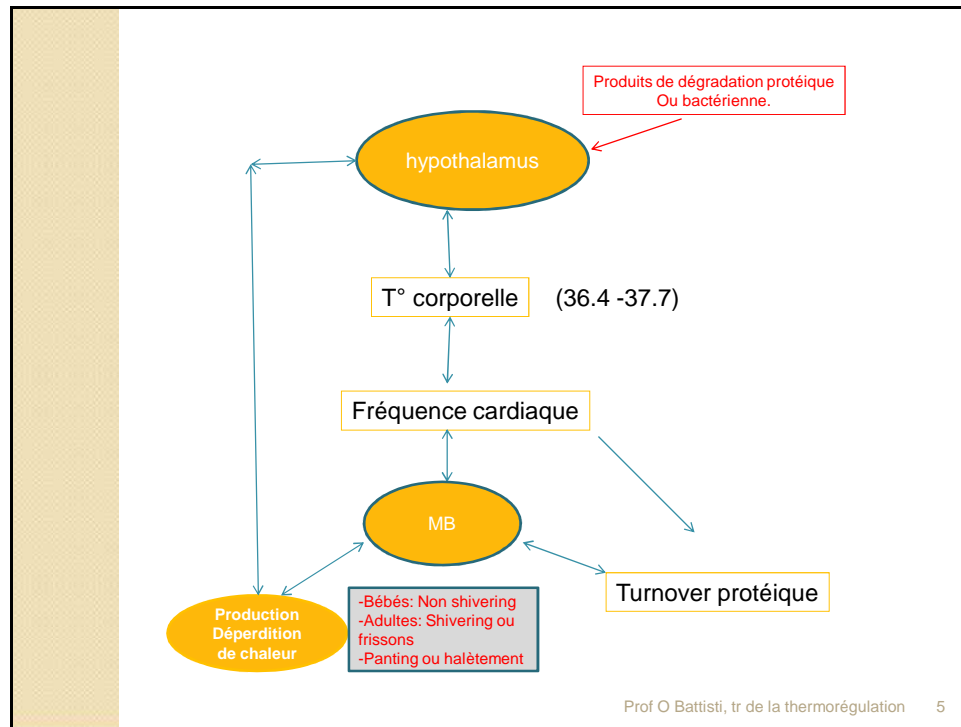 Produits de dégradation protéique
Ou bactérienne.
hypothalamus
T° corporelle (36.4 -37.7)
Fréquence cardiaque
MB
Turnover protéique
Production
Déperdition
de chaleur
-Bébés: Non shivering
-Adultes: Shivering ou
frissons
-Panting ou halètement
Prof O Battisti, tr de la thermorégulation 5